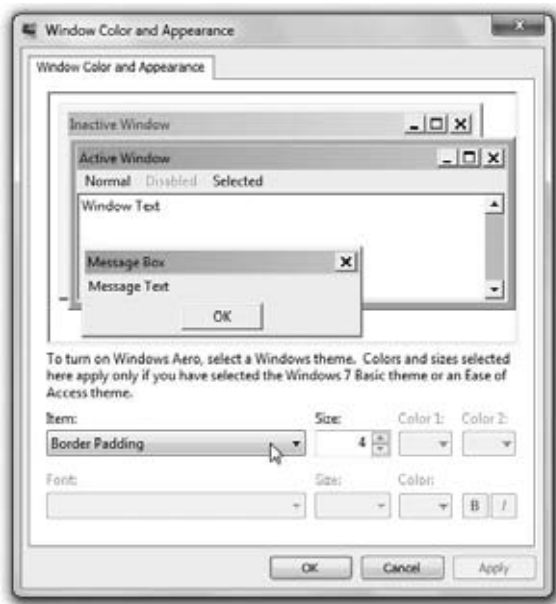 Window Color and Appearance
Window Color and Appearance
Inactive Window
Active Window
Normal Disabled Selected
Window Text
Message Box
Message Text
OK
To turn on Windows Aero, select a Windows theme. Colors and sizes selected
here apply only if you have selected the Windows 7 Basic theme or an Ease of
Access theme.
Item: Size: Color 1: Color 2:
Border Padding 4
Font: Size: Color:
B I
OK Cancel Apply